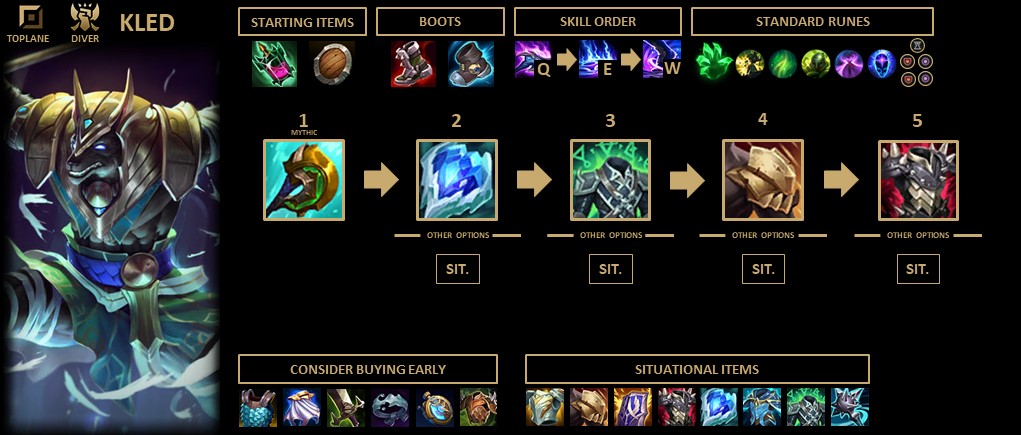 TOPLANE
DIVER
KLED
STARTING ITEMS
BOOTS
SKILL ORDER
STANDARD RUNES
Q
E
W
1
MYTHIC
2
3
4
5
OTHER OPTIONS
OTHER OPTIONS
OTHER OPTIONS
OTHER OPTIONS
SIT.
SIT.
SIT.
SIT.
CONSIDER BUYING EARLY
SITUATIONAL ITEMS